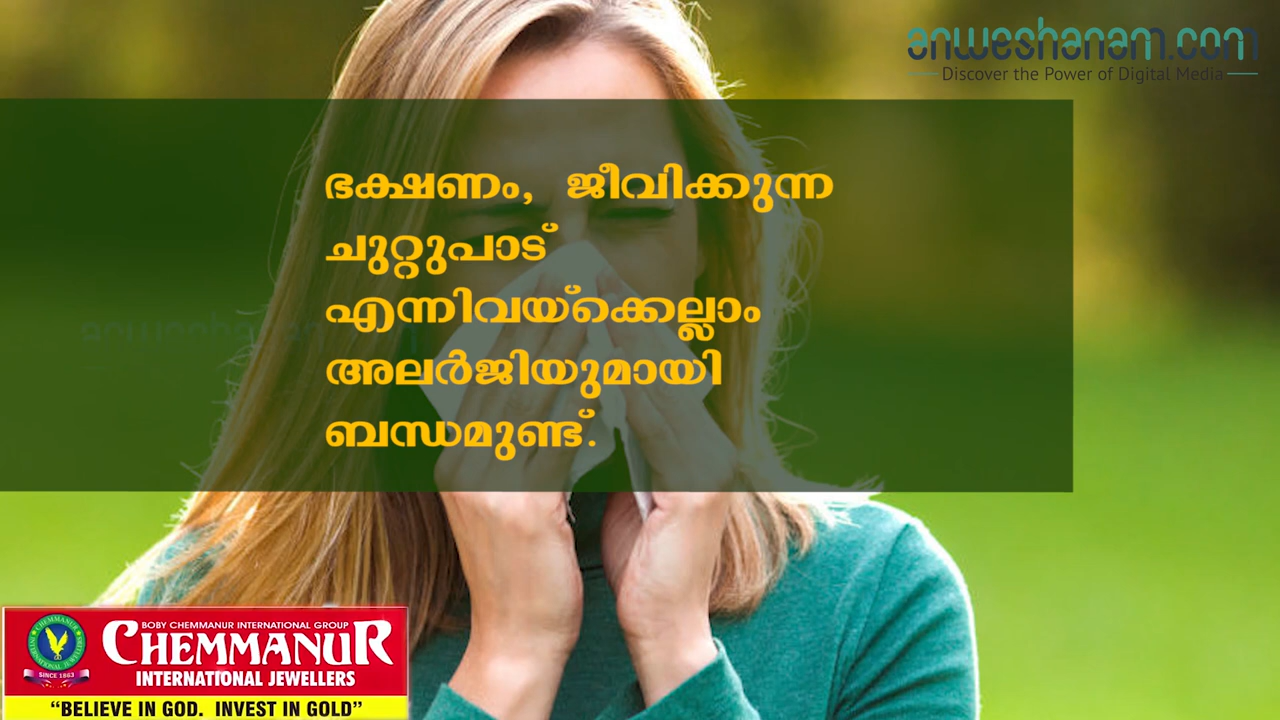 anweshanam.com
Discover the Power of Digital Media
ഭക്ഷണം, ജീവിക്കുന്ന
ചുറ്റുപാട്
എന്നിവയ്ക്കെല്ലാം
അലർജിയുമായി
ബന്ധമുണ്ട്.
BOBY CHEMMANUR INTERNATIONAL GROUP
CHEMMANUR
INTERNATIONAL JEWELLERS
SINCE 1863
“BELIEVE IN GOD. INVEST IN GOLD”